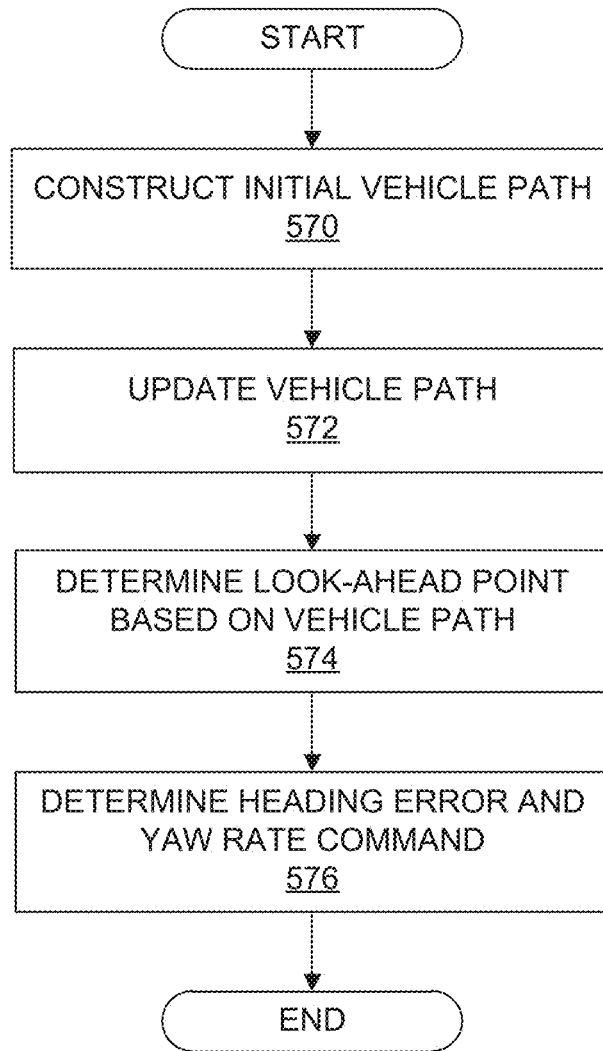 START
CONSTRUCT INITIAL VEHICLE PATH
570
UPDATE VEHICLE PATH
572
DETERMINE LOOK-AHEAD POINT
BASED ON VEHICLE PATH
574
DETERMINE HEADING ERROR AND
YAW RATE COMMAND
576
END